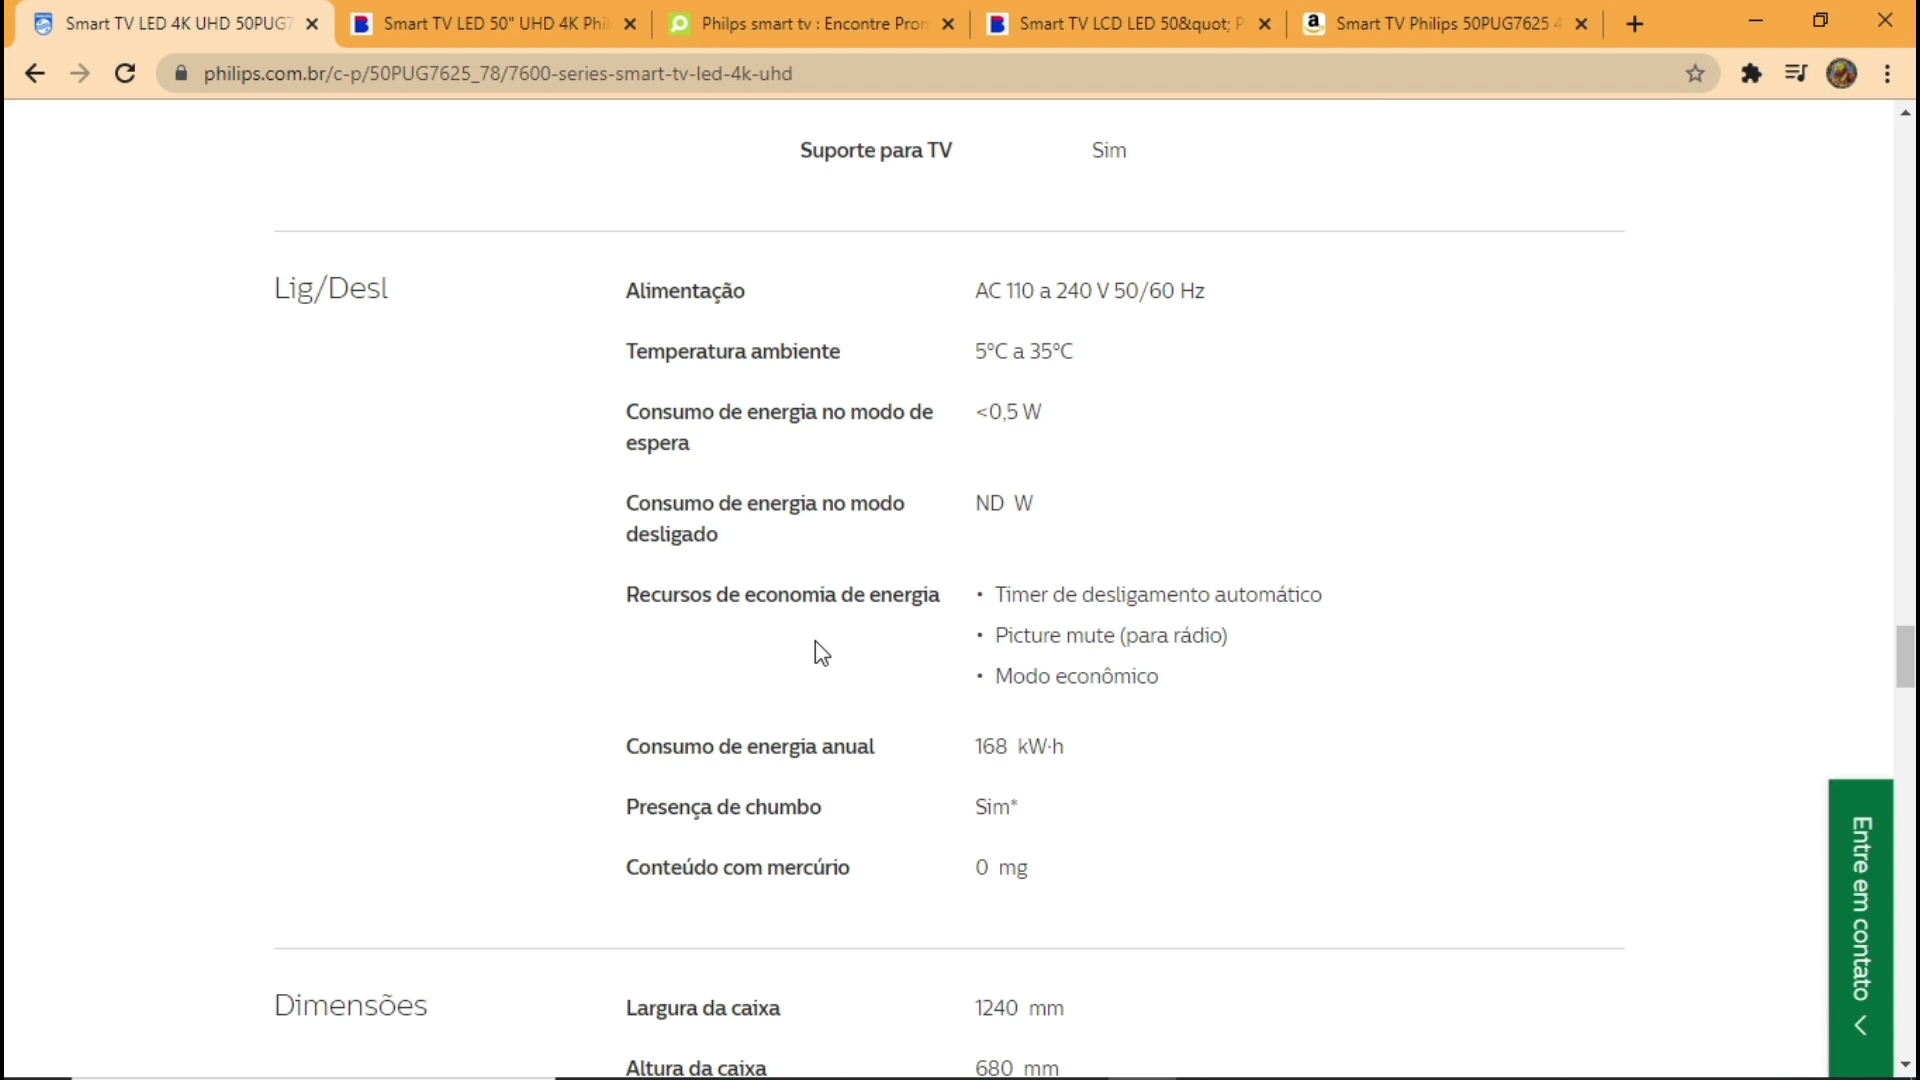 Smart TV LED 4K UHD 50PUG7
Smart TV LED 50" UHD 4K Phil
Philps smart tv : Encontre Pron
Smart TV LCD LED 50&quot; P
Smart TV Philips 50PUG7625 4
philips.com.br/c-p/50PUG7625_78/7600-series-smart-tv-led-4k-uhd
Suporte para TV Sim
Lig/Desl
Alimentação AC 110 a 240 V 50/60 Hz
Temperatura ambiente 5°C a 35°C
Consumo de energia no modo de <0,5 W
espera
Consumo de energia no modo ND W
desligado
Recursos de economia de energia • Timer de desligamento automático
• Picture mute (para rádio)
• Modo econômico
Consumo de energia anual 168 kW·h
Presença de chumbo Sim*
Conteúdo com mercúrio 0 mg
Entre em contato
Dimensões
Largura da caixa 1240 mm
Altura da caixa 680 mm